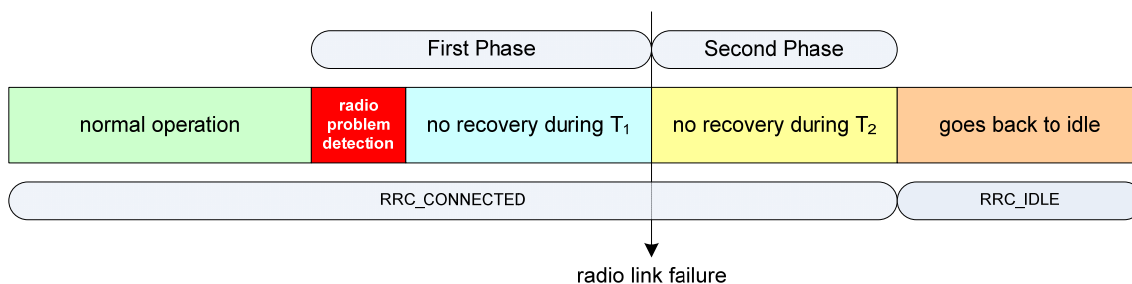 First Phase
Second Phase
normal operation
radio
problem
detection
no recovery during T₁
no recovery during T₂
goes back to idle
RRC_CONNECTED
RRC_IDLE
radio link failure